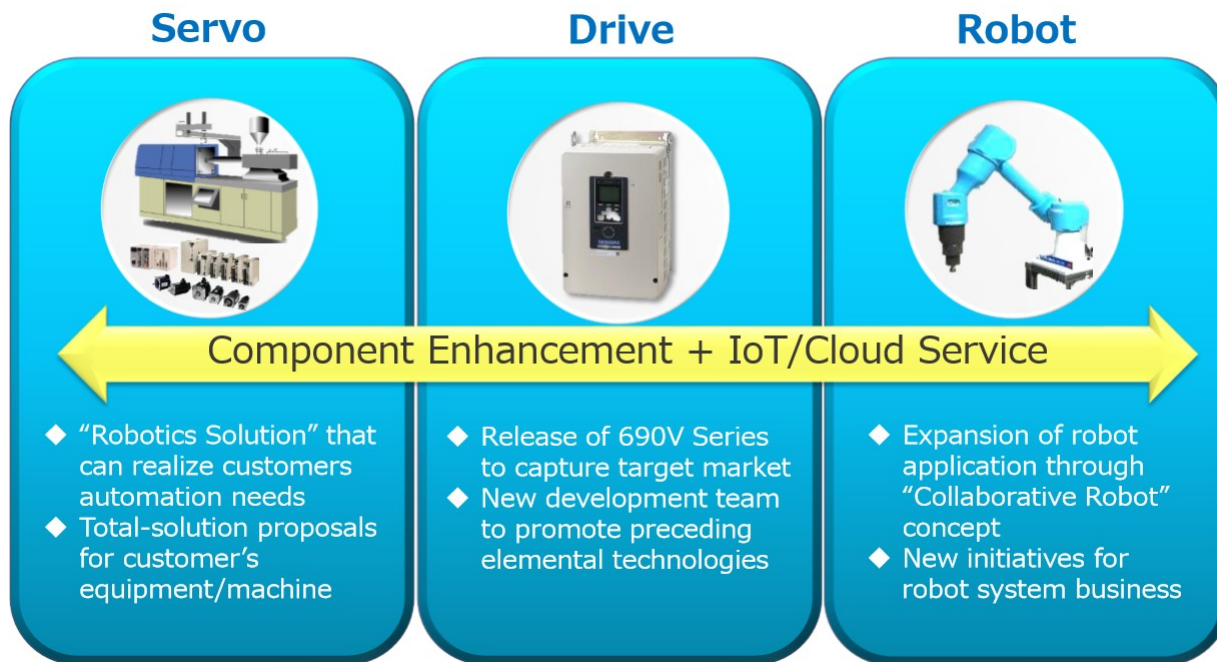 Servo
Drive
Robot
Component Enhancement + IoT/Cloud Service
◆ “Robotics Solution” that
can realize customers
automation needs
◆ Total-solution proposals
for customer’s
equipment/machine
◆ Release of 690V Series
to capture target market
◆ New development team
to promote preceding
elemental technologies
◆ Expansion of robot
application through
“Collaborative Robot”
concept
◆ New initiatives for
robot system business